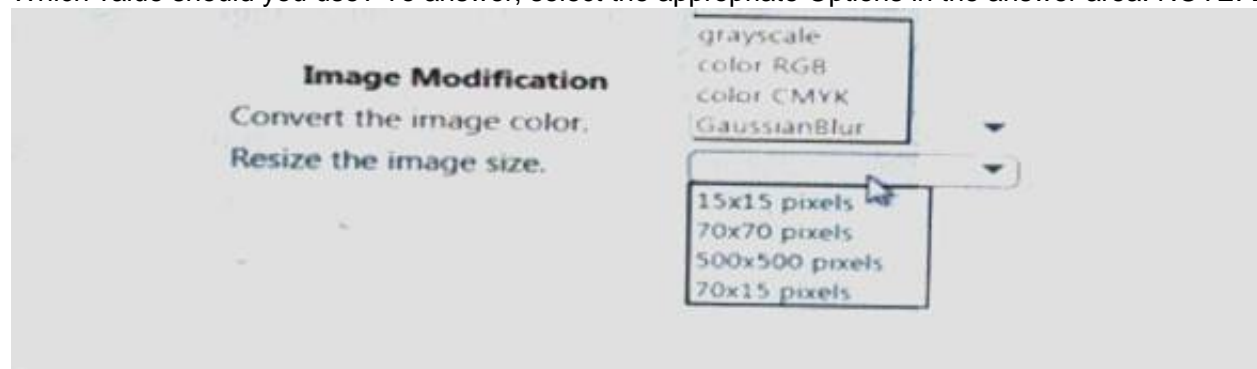 Which value should you use? To answer, select the appropriate Options in the answer area. NOTE:
grayscale
color RGB
color CMYK
GaussianBlur
Image Modification
Convert the image color.
Resize the image size.
15x15 pixels
70x70 pixels
500x500 pixels
70x15 pixels